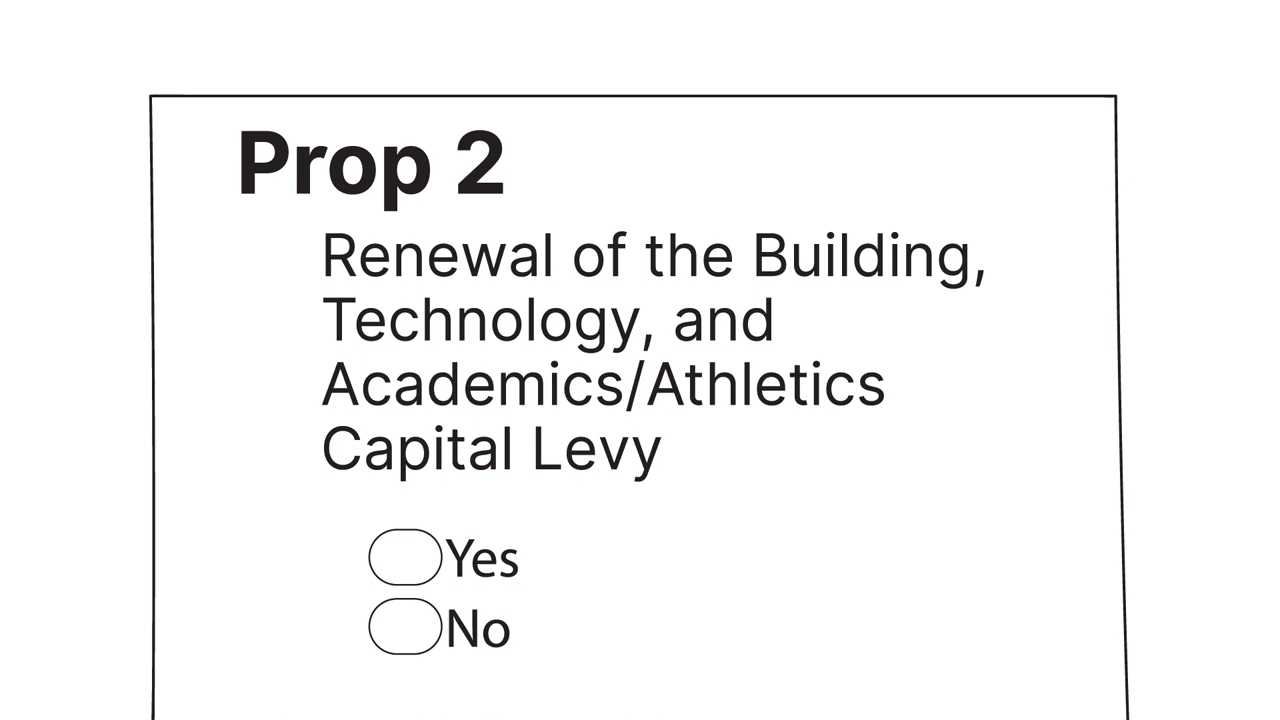 Prop 2
Renewal of the Building,
Technology, and
Academics/Athletics
Capital Levy
Yes
No